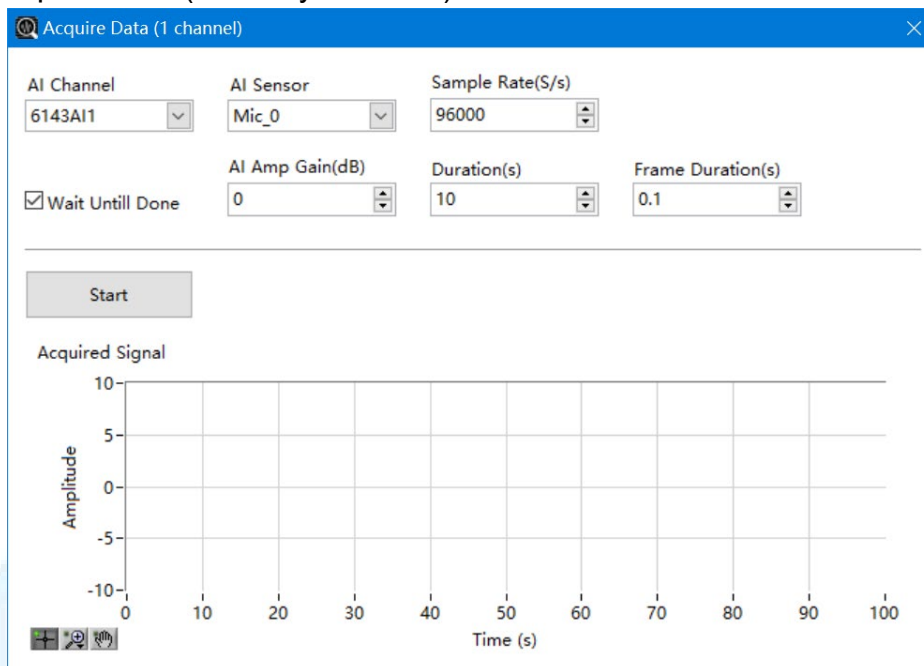 Acquire Data (1 channel)
AI Channel AI Sensor Sample Rate(S/s)
6143AI1 Mic_0 96000
AI Amp Gain(dB) Duration(s) Frame Duration(s)
Wait Untill Done 0 10 0.1
Start
Acquired Signal
10
5
0
-5
-10
Amplitude
0 10 20 30 40 50 60 70 80 90 100
Time (s)